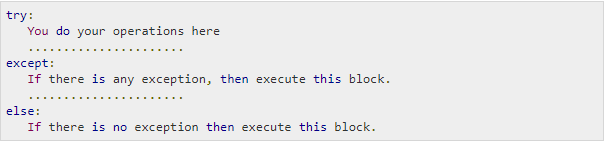 try:
   You do your operations here
   ......................
except:
   If there is any exception, then execute this block.
   ......................
else:
   If there is no exception then execute this block.